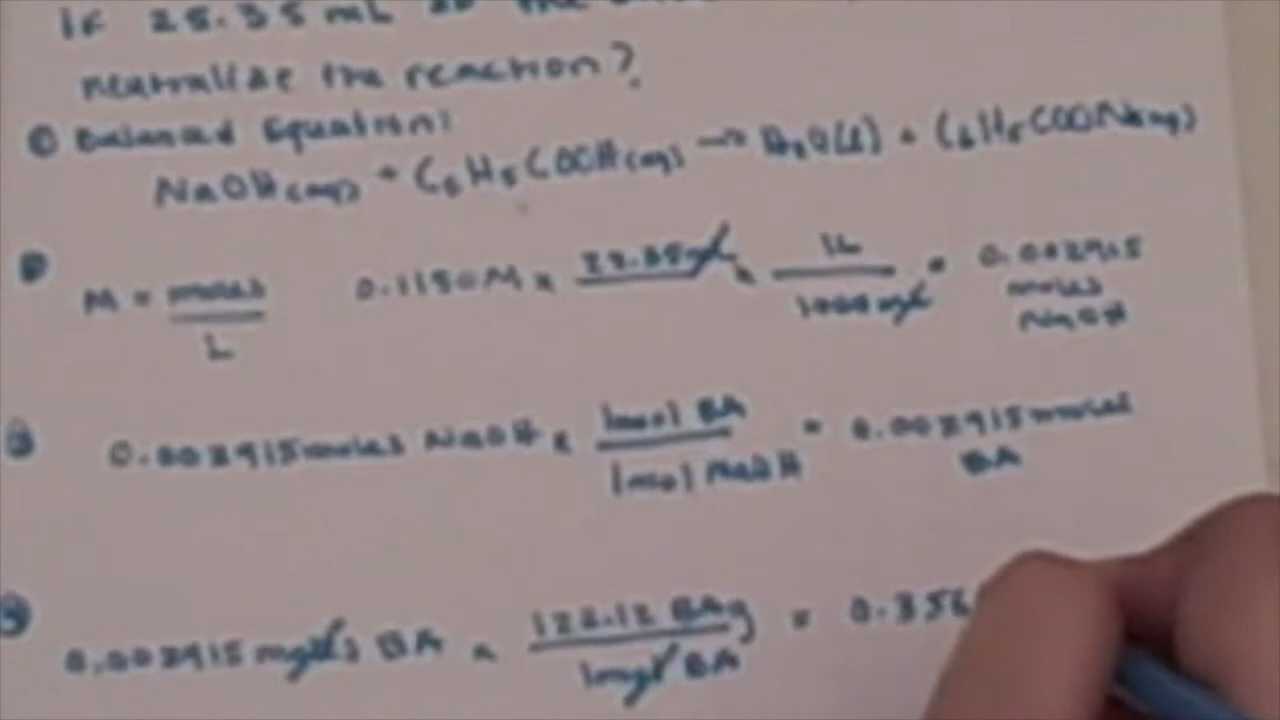 If 25.35 mL
neutralize the reaction?
① Balanced Equation:
NaOH(aq) + C6H5COOH(aq) → H2O(l) + C6H5COONa(aq)
M = moles / L 0.1150 M x 25.35 mL x 1L / 1000 mL = 0.002915 moles NaOH
③ 0.002915 moles NaOH x 1 mol BA / 1 mol NaOH = 0.002915 moles BA
④ 0.002915 moles BA x 122.12 BA g / 1 mol BA = 0.356